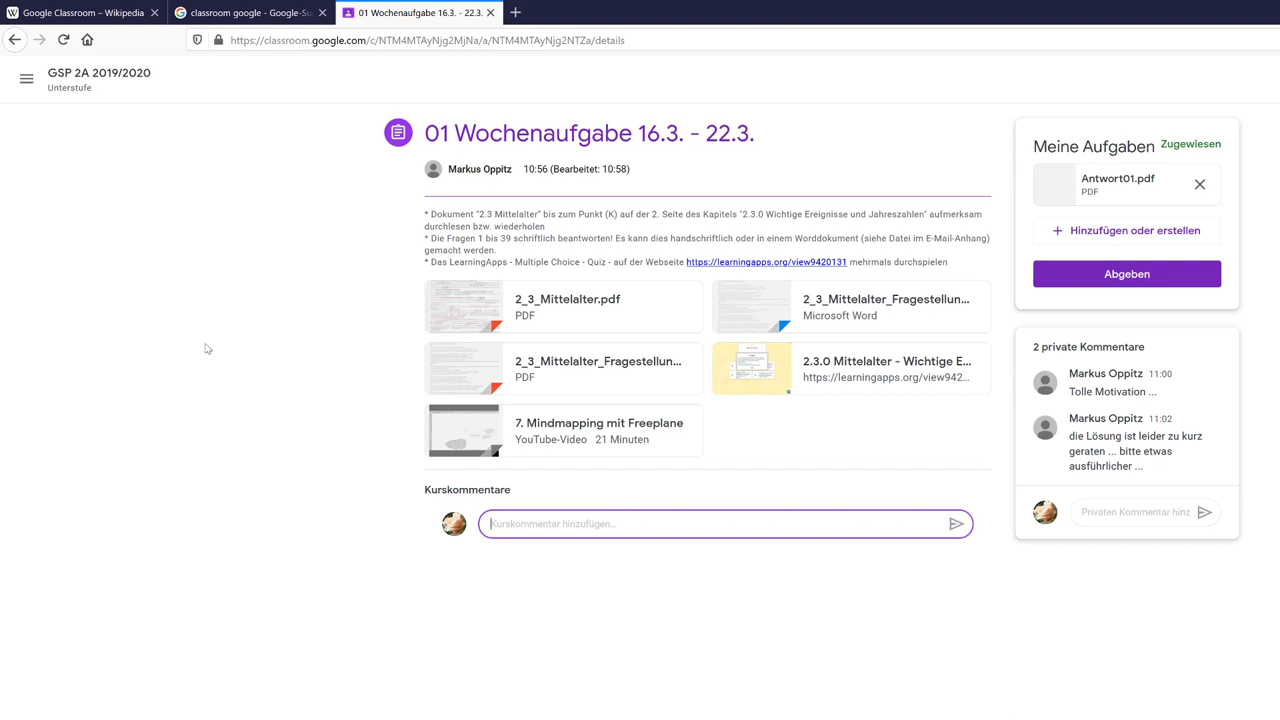 Google Classroom – Wikipedia
classroom google - Google-Su
01 Wochenaufgabe 16.3. - 22.3.
https://classroom.google.com/c/NTM4MTAyNjg2MjNa/a/NTM4MTAyNjg2NTZa/details
GSP 2A 2019/2020
Unterstufe
01 Wochenaufgabe 16.3. - 22.3.
Markus Oppitz 10:56 (Bearbeitet: 10:58)
* Dokument "2.3 Mittelalter" bis zum Punkt (K) auf der 2. Seite des Kapitels "2.3.0 Wichtige Ereignisse und Jahreszahlen" aufmerksam
durchlesen bzw. wiederholen
* Die Fragen 1 bis 39 schriftlich beantworten! Es kann dies handschriftlich oder in einem Worddokument (siehe Datei im E-Mail-Anhang)
gemacht werden.
* Das LearningApps - Multiple Choice - Quiz - auf der Webseite https://learningapps.org/view9420131 mehrmals durchspielen
2_3_Mittelalter.pdf
PDF
2_3_Mittelalter_Fragestellun...
Microsoft Word
2_3_Mittelalter_Fragestellun...
PDF
2.3.0 Mittelalter - Wichtige E...
https://learningapps.org/view942...
7. Mindmapping mit Freeplane
YouTube-Video 21 Minuten
Kurskommentare
Kurskommentar hinzufügen...
Meine Aufgaben Zugewiesen
Antwort01.pdf
PDF
+ Hinzufügen oder erstellen
Abgeben
2 private Kommentare
Markus Oppitz 11:00
Tolle Motivation ...
Markus Oppitz 11:02
die Lösung ist leider zu kurz
geraten ... bitte etwas
ausführlicher ...
Privaten Kommentar hinz